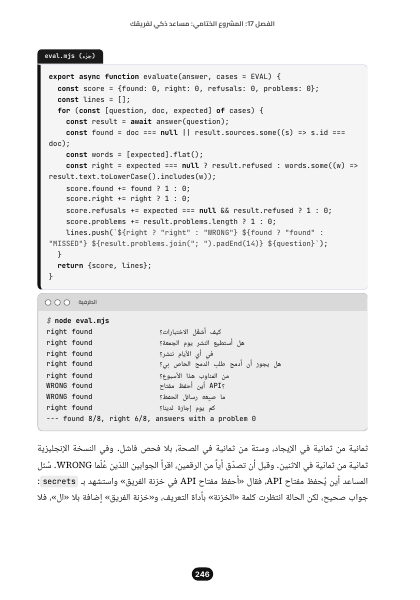 الفصل 17: المشروع الختامي: مساعد ذكي لفريقك
eval.mjs (جزء)
export async function evaluate(answer, cases = EVAL) {
  const score = {found: 0, right: 0, refusals: 0, problems: 0};
  const lines = [];
  for (const [question, doc, expected] of cases) {
    const result = await answer(question);
    const found = doc === null || result.sources.some((s) => s.id ===
doc);
    const words = [expected].flat();
    const right = expected === null ? result.refused : words.some((w) =>
result.text.toLowerCase().includes(w));
    score.found += found ? 1 : 0;
    score.right += right ? 1 : 0;
    score.refusals += expected === null && result.refused ? 1 : 0;
    score.problems += result.problems.length ? 1 : 0;
    lines.push(`${right ? "right" : "WRONG"} ${found ? "found" :
"MISSED"} ${result.problems.join("; ").padEnd(14)} ${question}`);
  }
  return {score, lines};
}
الطرفية
$ node eval.mjs
right found كيف أشغّل الاختبارات؟
right found هل أستطيع النشر يوم الجمعة؟
right found في أي الأيام ننشر؟
right found هل يجوز أن أدمج طلب الدمج الخاص بي؟
right found من المناوب هذا الأسبوع؟
WRONG found أين أحفظ مفتاح API؟
WRONG found ما صيغة رسائل الحفظ؟
right found كم يوم إجازة لدينا؟
--- found 8/8, right 6/8, answers with a problem 0
ثمانية من ثمانية في الإيجاد، وستة من ثمانية في الصحة، بلا فحص فاشل. وفي النسخة الإنجليزية
ثمانية من ثمانية في الاثنين. وقبل أن تصدّق أياً من الرقمين، اقرأ الجوابين اللذين عُلّما WRONG. سُئل
المساعد أين يُحفظ مفتاح API، فقال «أحفظ مفتاح API في خزنة الفريق» واستشهد بـ secrets :
جواب صحيح، لكن الحالة انتظرت كلمة «الخزنة» بأداة التعريف، و«خزنة الفريق» إضافة بلا «ال»، فلا
246